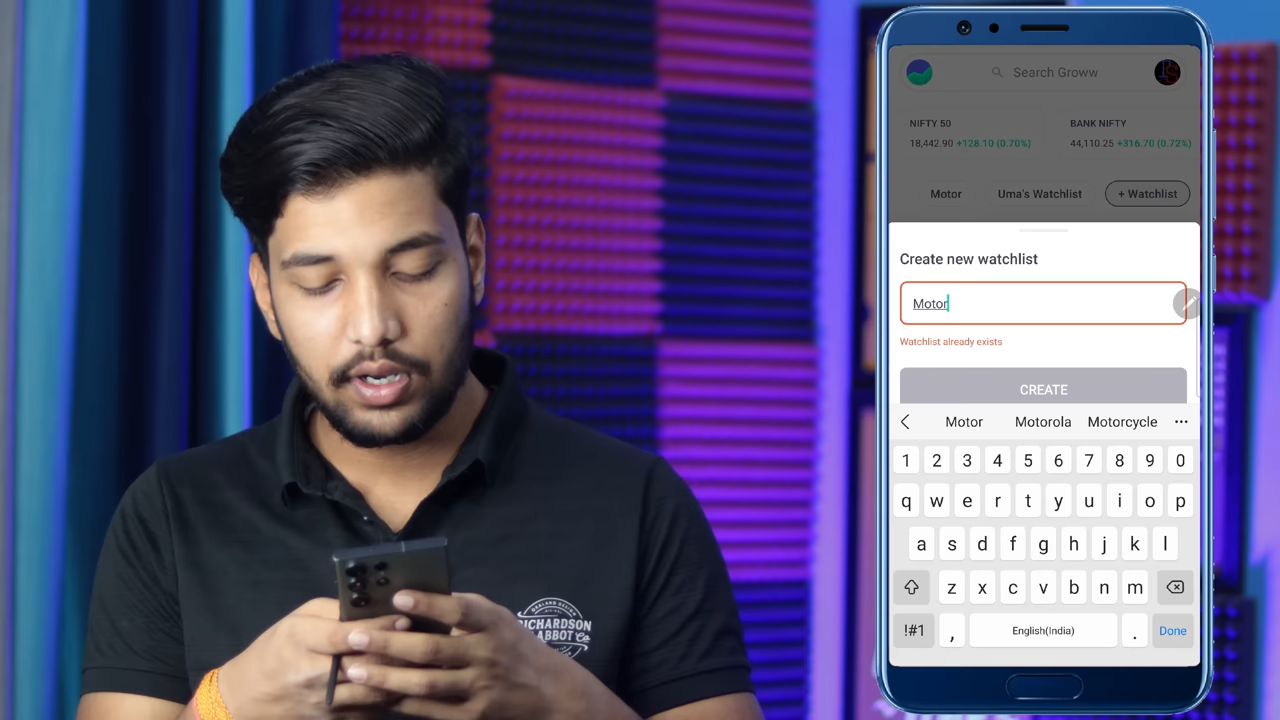 Search Groww
NIFTY 50
18,442.90 +128.10 (0.70%)
BANK NIFTY
44,110.25 +316.70 (0.72%)
Motor
Uma's Watchlist
+ Watchlist
Create new watchlist
Motor
Watchlist already exists
CREATE
Motor
Motorola
Motorcycle
1 2 3 4 5 6 7 8 9 0
q w e r t y u i o p
a s d f g h j k l
z x c v b n m
!#1 , English(India) . Done
RICHARDSON
ABBOT Co